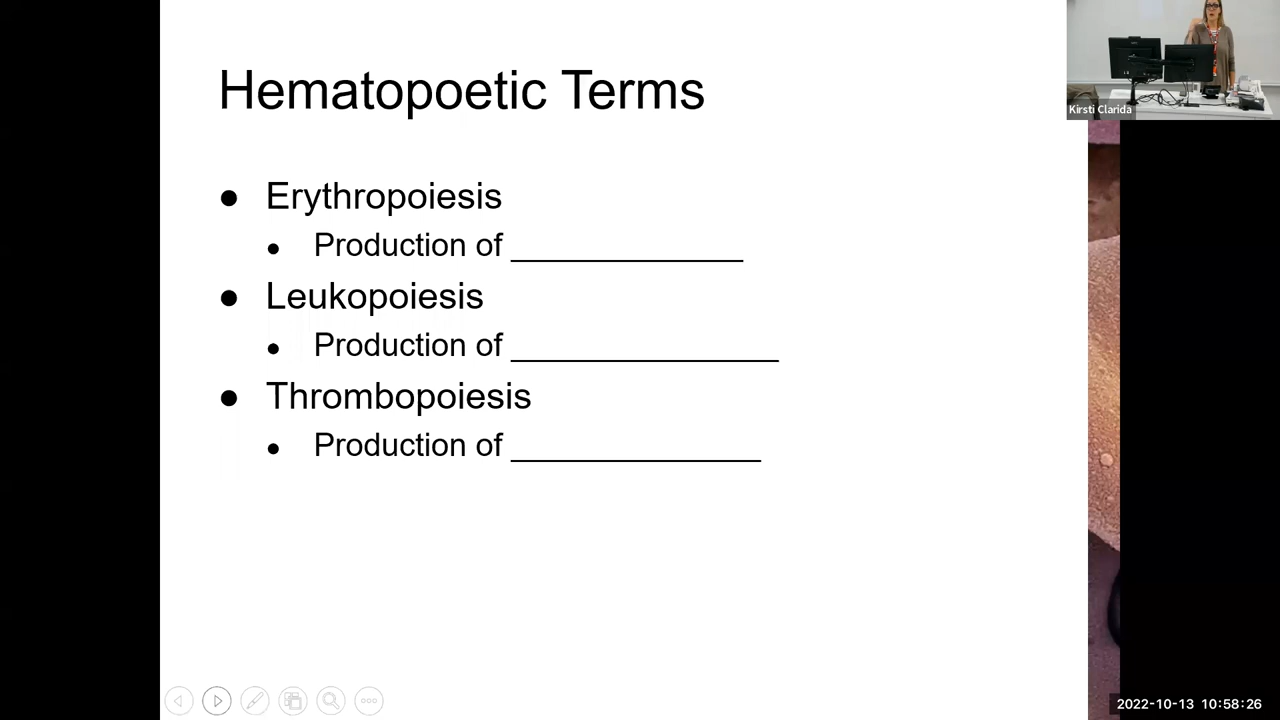 Hematopoetic Terms
Kirsti Clarida
● Erythropoiesis
● Production of _____________
● Leukopoiesis
● Production of _______________
● Thrombopoiesis
● Production of ______________
2022-10-13 10:58:26